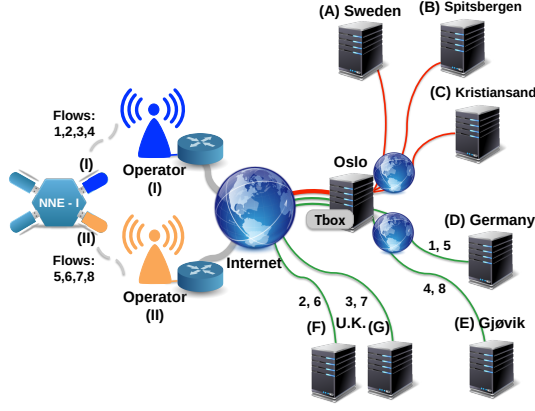 (A) Sweden
(B) Spitsbergen
Flows:
1,2,3,4
(I)
(C) Kristiansand
Oslo
Operator
(I)
NNE - I
Tbox
(II)
(D) Germany
Flows:
5,6,7,8
Operator
(II)
Internet
1, 5
4, 8
2, 6
3, 7
(F)
U.K.
(G)
(E) Gjøvik